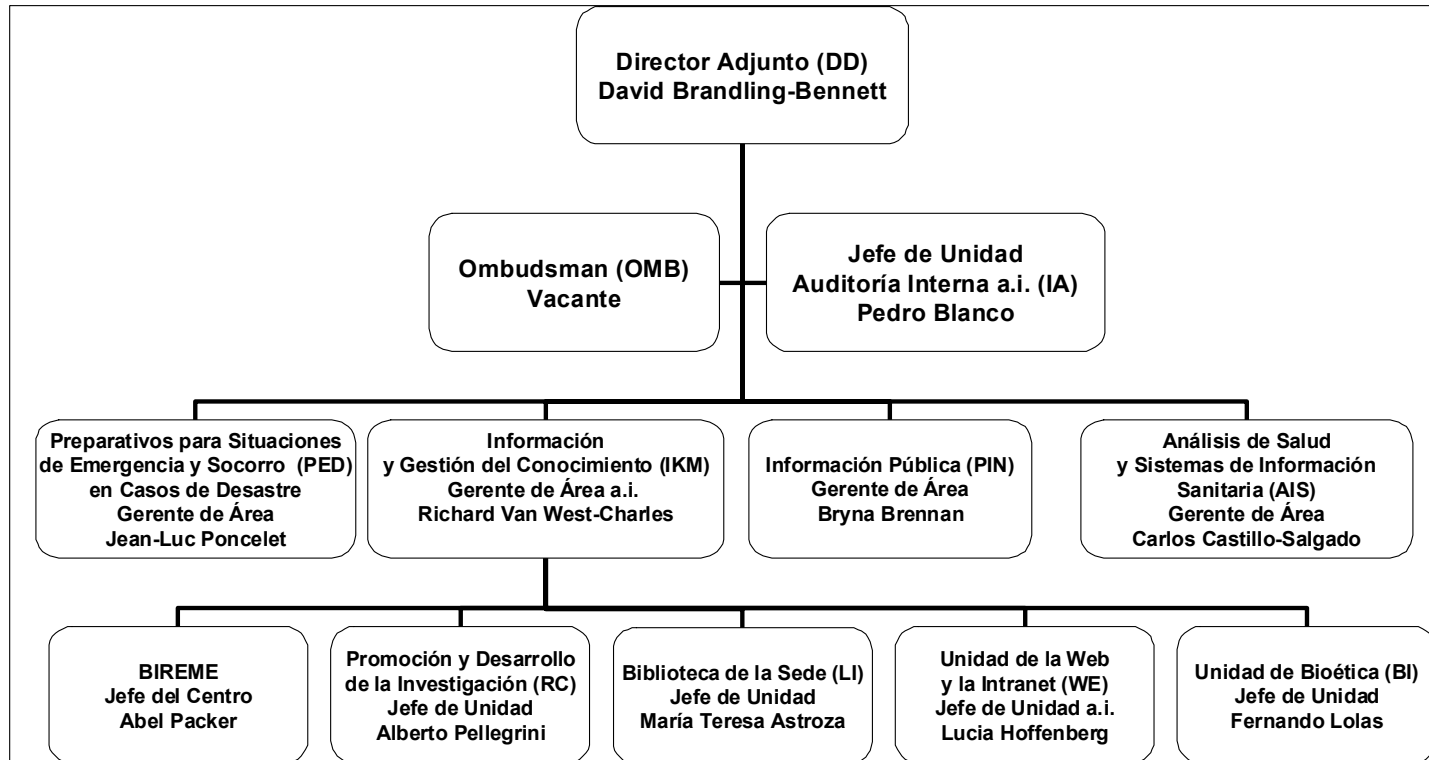 Director Adjunto (DD)
David Brandling-Bennett
Ombudsman (OMB)
Vacante
Jefe de Unidad
Auditoría Interna a.i. (IA)
Pedro Blanco
Preparativos para Situaciones
de Emergencia y Socorro (PED)
en Casos de Desastre
Gerente de Área
Jean-Luc Poncelet
Información
y Gestión del Conocimiento (IKM)
Gerente de Área a.i.
Richard Van West-Charles
Información Pública (PIN)
Gerente de Área
Bryna Brennan
Análisis de Salud
y Sistemas de Información
Sanitaria (AIS)
Gerente de Área
Carlos Castillo-Salgado
BIREME
Jefe del Centro
Abel Packer
Promoción y Desarrollo
de la Investigación (RC)
Jefe de Unidad
Alberto Pellegrini
Biblioteca de la Sede (LI)
Jefe de Unidad
María Teresa Astroza
Unidad de la Web
y la Intranet (WE)
Jefe de Unidad a.i.
Lucia Hoffenberg
Unidad de Bioética (BI)
Jefe de Unidad
Fernando Lolas